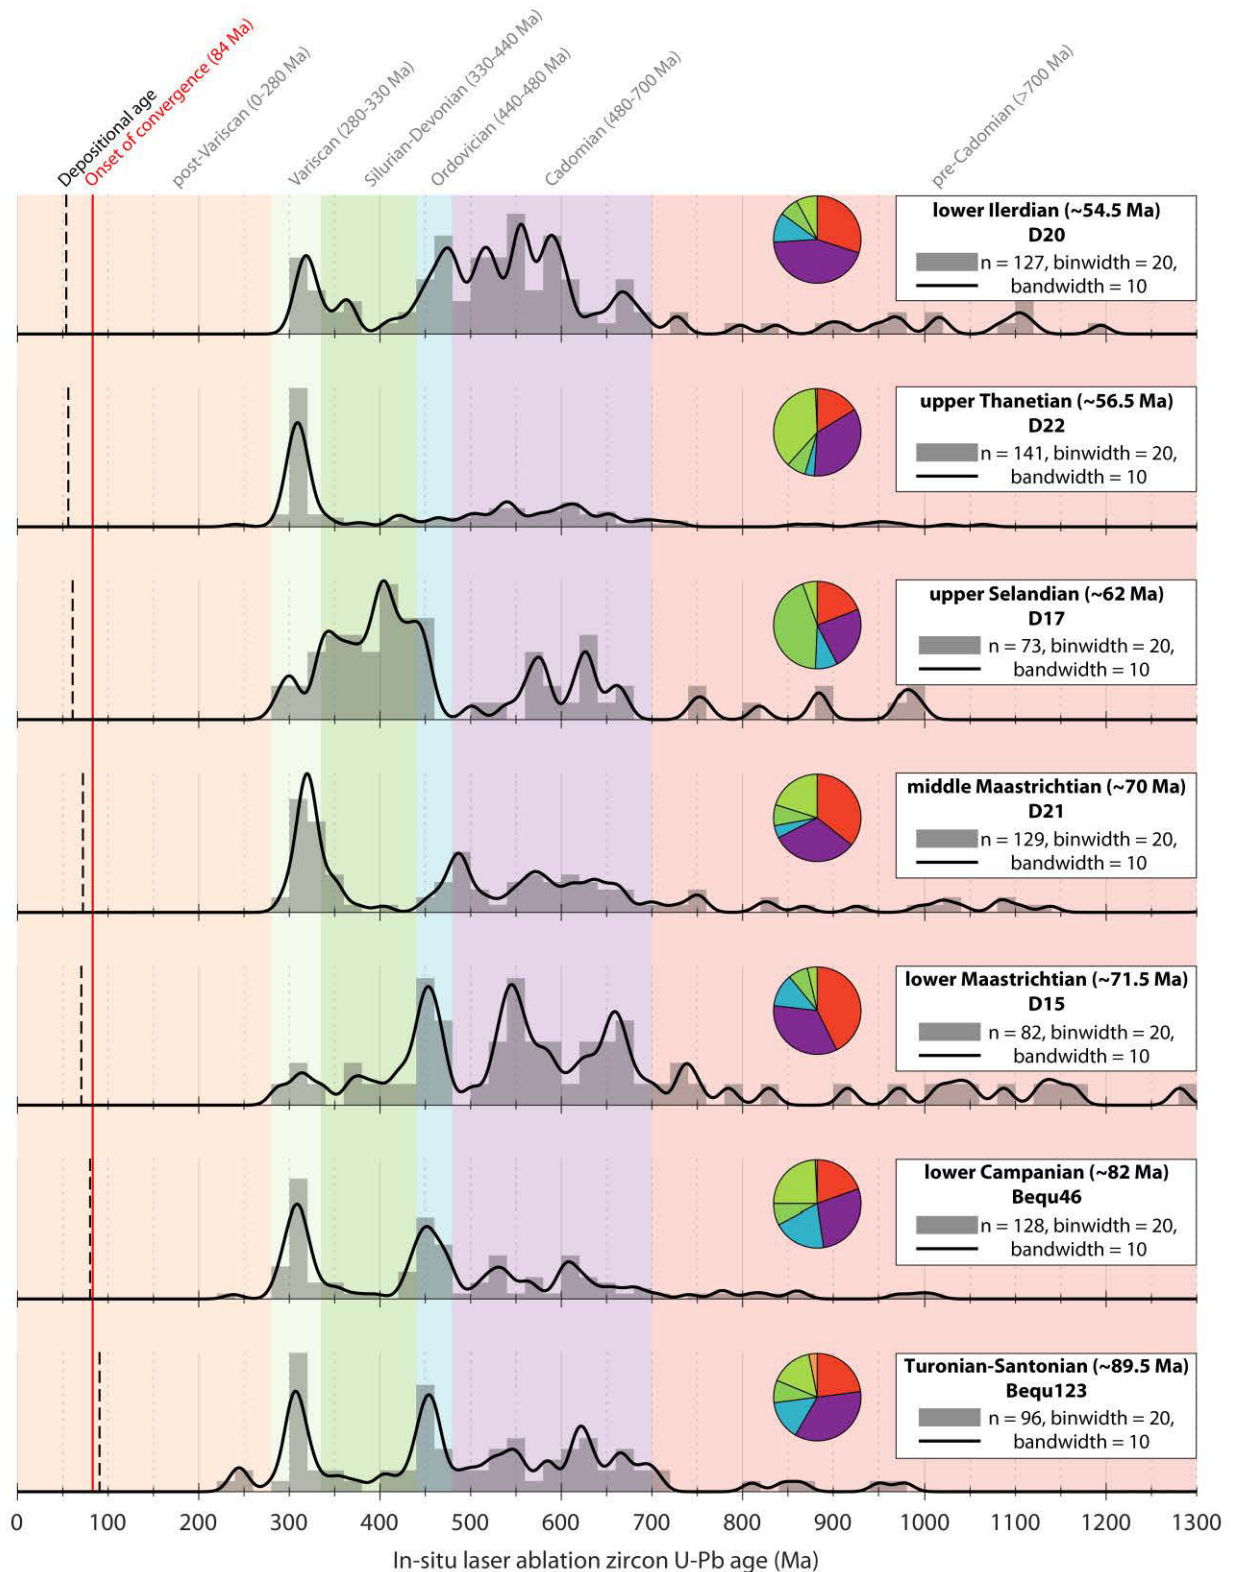 Depositional age
Onset of convergence (84 Ma)
post-Variscan (0-280 Ma)
Variscan (280-330 Ma)
Silurian-Devonian (330-440 Ma)
Ordovician (440-480 Ma)
Cadomian (480-700 Ma)
pre-Cadomian (>700 Ma)
lower Ilerdian (~54.5 Ma)
D20
n = 127, binwidth = 20,
bandwidth = 10
upper Thanetian (~56.5 Ma)
D22
n = 141, binwidth = 20,
bandwidth = 10
upper Selandian (~62 Ma)
D17
n = 73, binwidth = 20,
bandwidth = 10
middle Maastrichtian (~70 Ma)
D21
n = 129, binwidth = 20,
bandwidth = 10
lower Maastrichtian (~71.5 Ma)
D15
n = 82, binwidth = 20,
bandwidth = 10
lower Campanian (~82 Ma)
Bequ46
n = 128, binwidth = 20,
bandwidth = 10
Turonian-Santonian (~89.5 Ma)
Bequ123
n = 96, binwidth = 20,
bandwidth = 10
0 100 200 300 400 500 600 700 800 900 1000 1100 1200 1300
In-situ laser ablation zircon U-Pb age (Ma)